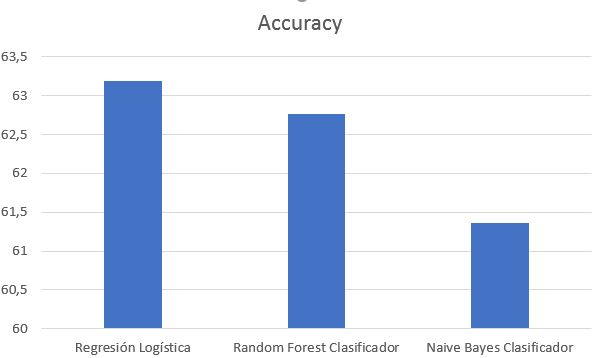 Accuracy
63,5
63
62,5
62
61,5
61
60,5
60
Regresión Logística
Random Forest Clasificador
Naive Bayes Clasificador